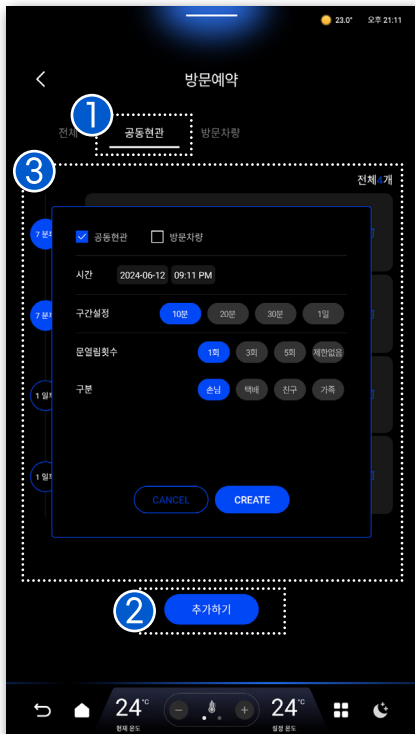 23.0° 오후 21:11
방문예약
1
전체 공동현관 방문차량
3
전체 4개
7 분
공동현관 방문차량
시간 2024-06-12 09:11 PM
7 분
구간설정 10분 20분 30분 1일
문열림횟수 1회 3회 5회 제한없음
1 일
구분 손님 택배 친구 가족
1 일
CANCEL CREATE
2
추가하기
24°C 24°C
현재 온도 설정 온도